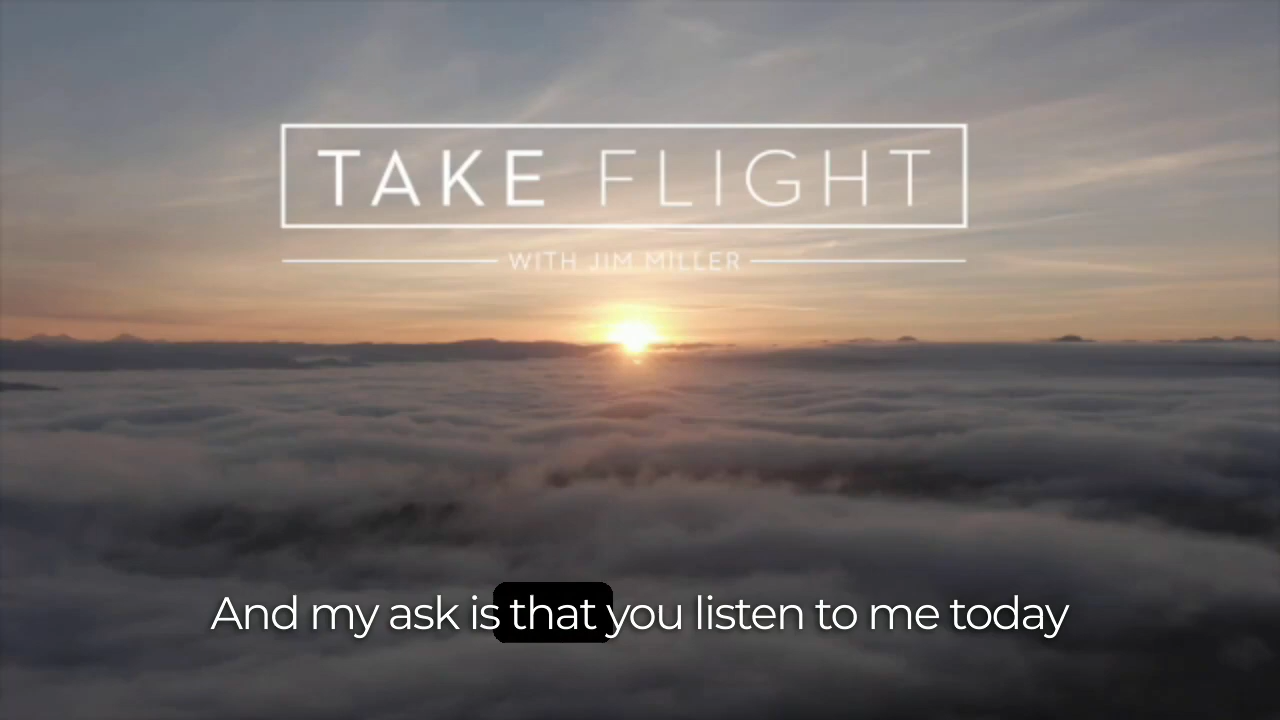 TAKE FLIGHT
WITH JIM MILLER
And my ask is that you listen to me today